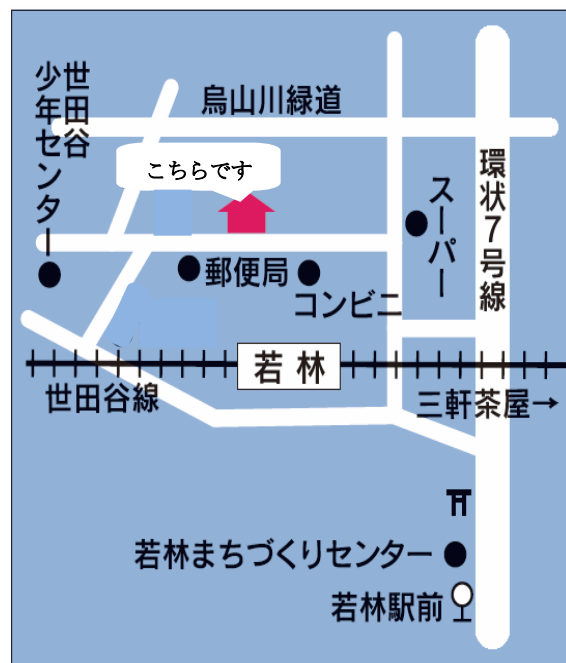 世田谷
少年センター
烏山川緑道
こちらです
環状7号線
スーパー
郵便局
コンビニ
若林
世田谷線
三軒茶屋→
若林まちづくりセンター
若林駅前